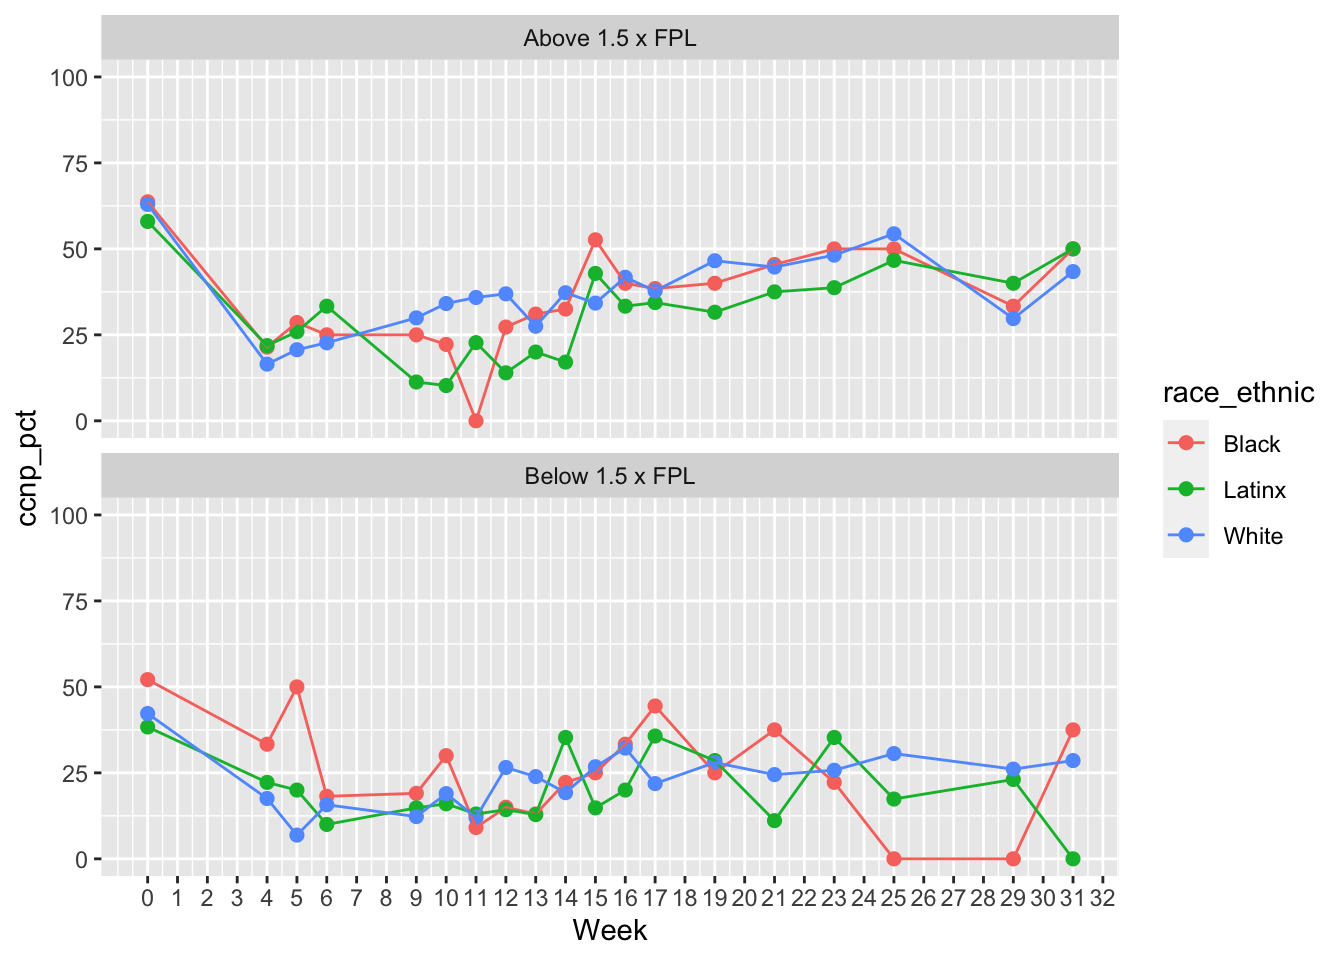 Above 1.5 x FPL
100
75
50
25
0
Below 1.5 x FPL
100
75
50
25
0
0 1 2 3 4 5 6 7 8 9 10 11 12 13 14 15 16 17 18 19 20 21 22 23 24 25 26 27 28 29 30 31 32
Week
ccnp_pct
race_ethnic
Black
Latinx
White